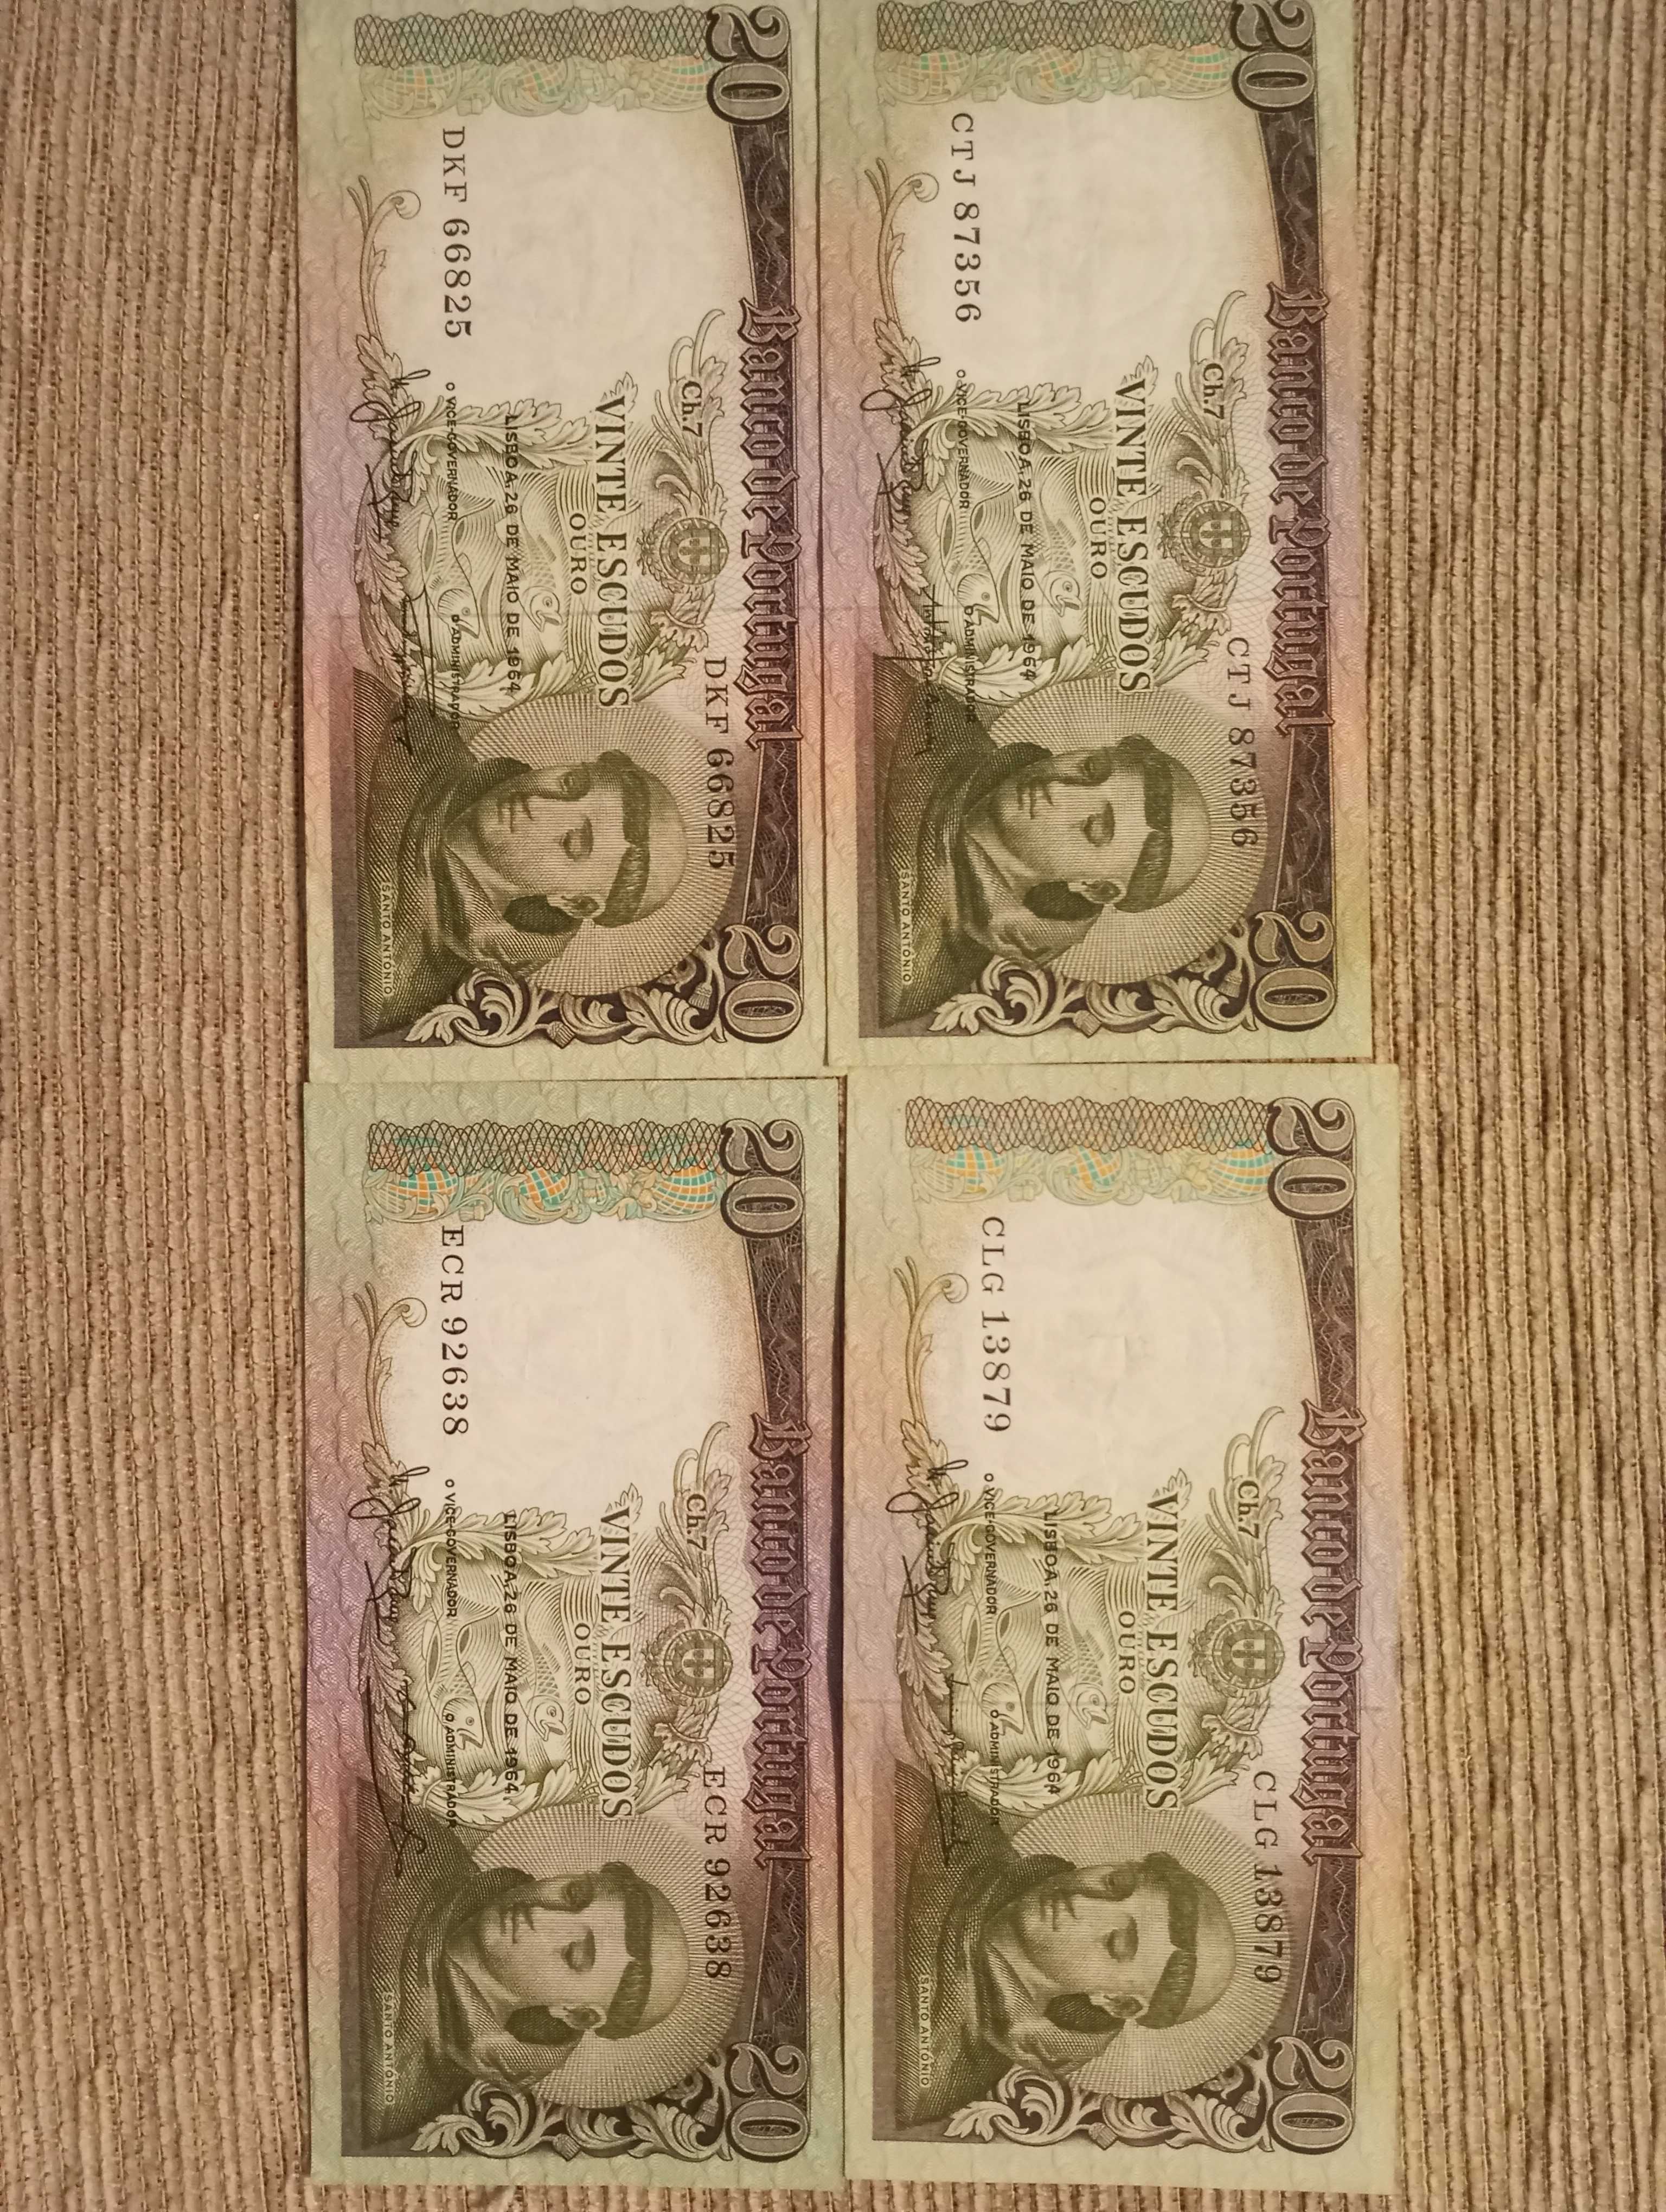 20
Banco de Portugal
Ch.7
DKF 66825
VINTE ESCUDOS
OURO
DKF 66825
LISBOA, 26 DE MAIO DE 1964
O VICE-GOVERNADOR
O ADMINISTRADOR
SANTO ANTÓNIO
20
20
Banco de Portugal
Ch.7
CTJ 87356
VINTE ESCUDOS
OURO
CTJ 87356
LISBOA, 26 DE MAIO DE 1964
O VICE-GOVERNADOR
O ADMINISTRADOR
SANTO ANTÓNIO
20
20
Banco de Portugal
Ch.7
ECR 92638
VINTE ESCUDOS
OURO
ECR 92638
LISBOA, 26 DE MAIO DE 1964
O VICE-GOVERNADOR
O ADMINISTRADOR
SANTO ANTÓNIO
20
20
Banco de Portugal
Ch.7
CLG 13879
VINTE ESCUDOS
OURO
CLG 13879
LISBOA, 26 DE MAIO DE 1964
O VICE-GOVERNADOR
O ADMINISTRADOR
SANTO ANTÓNIO
20